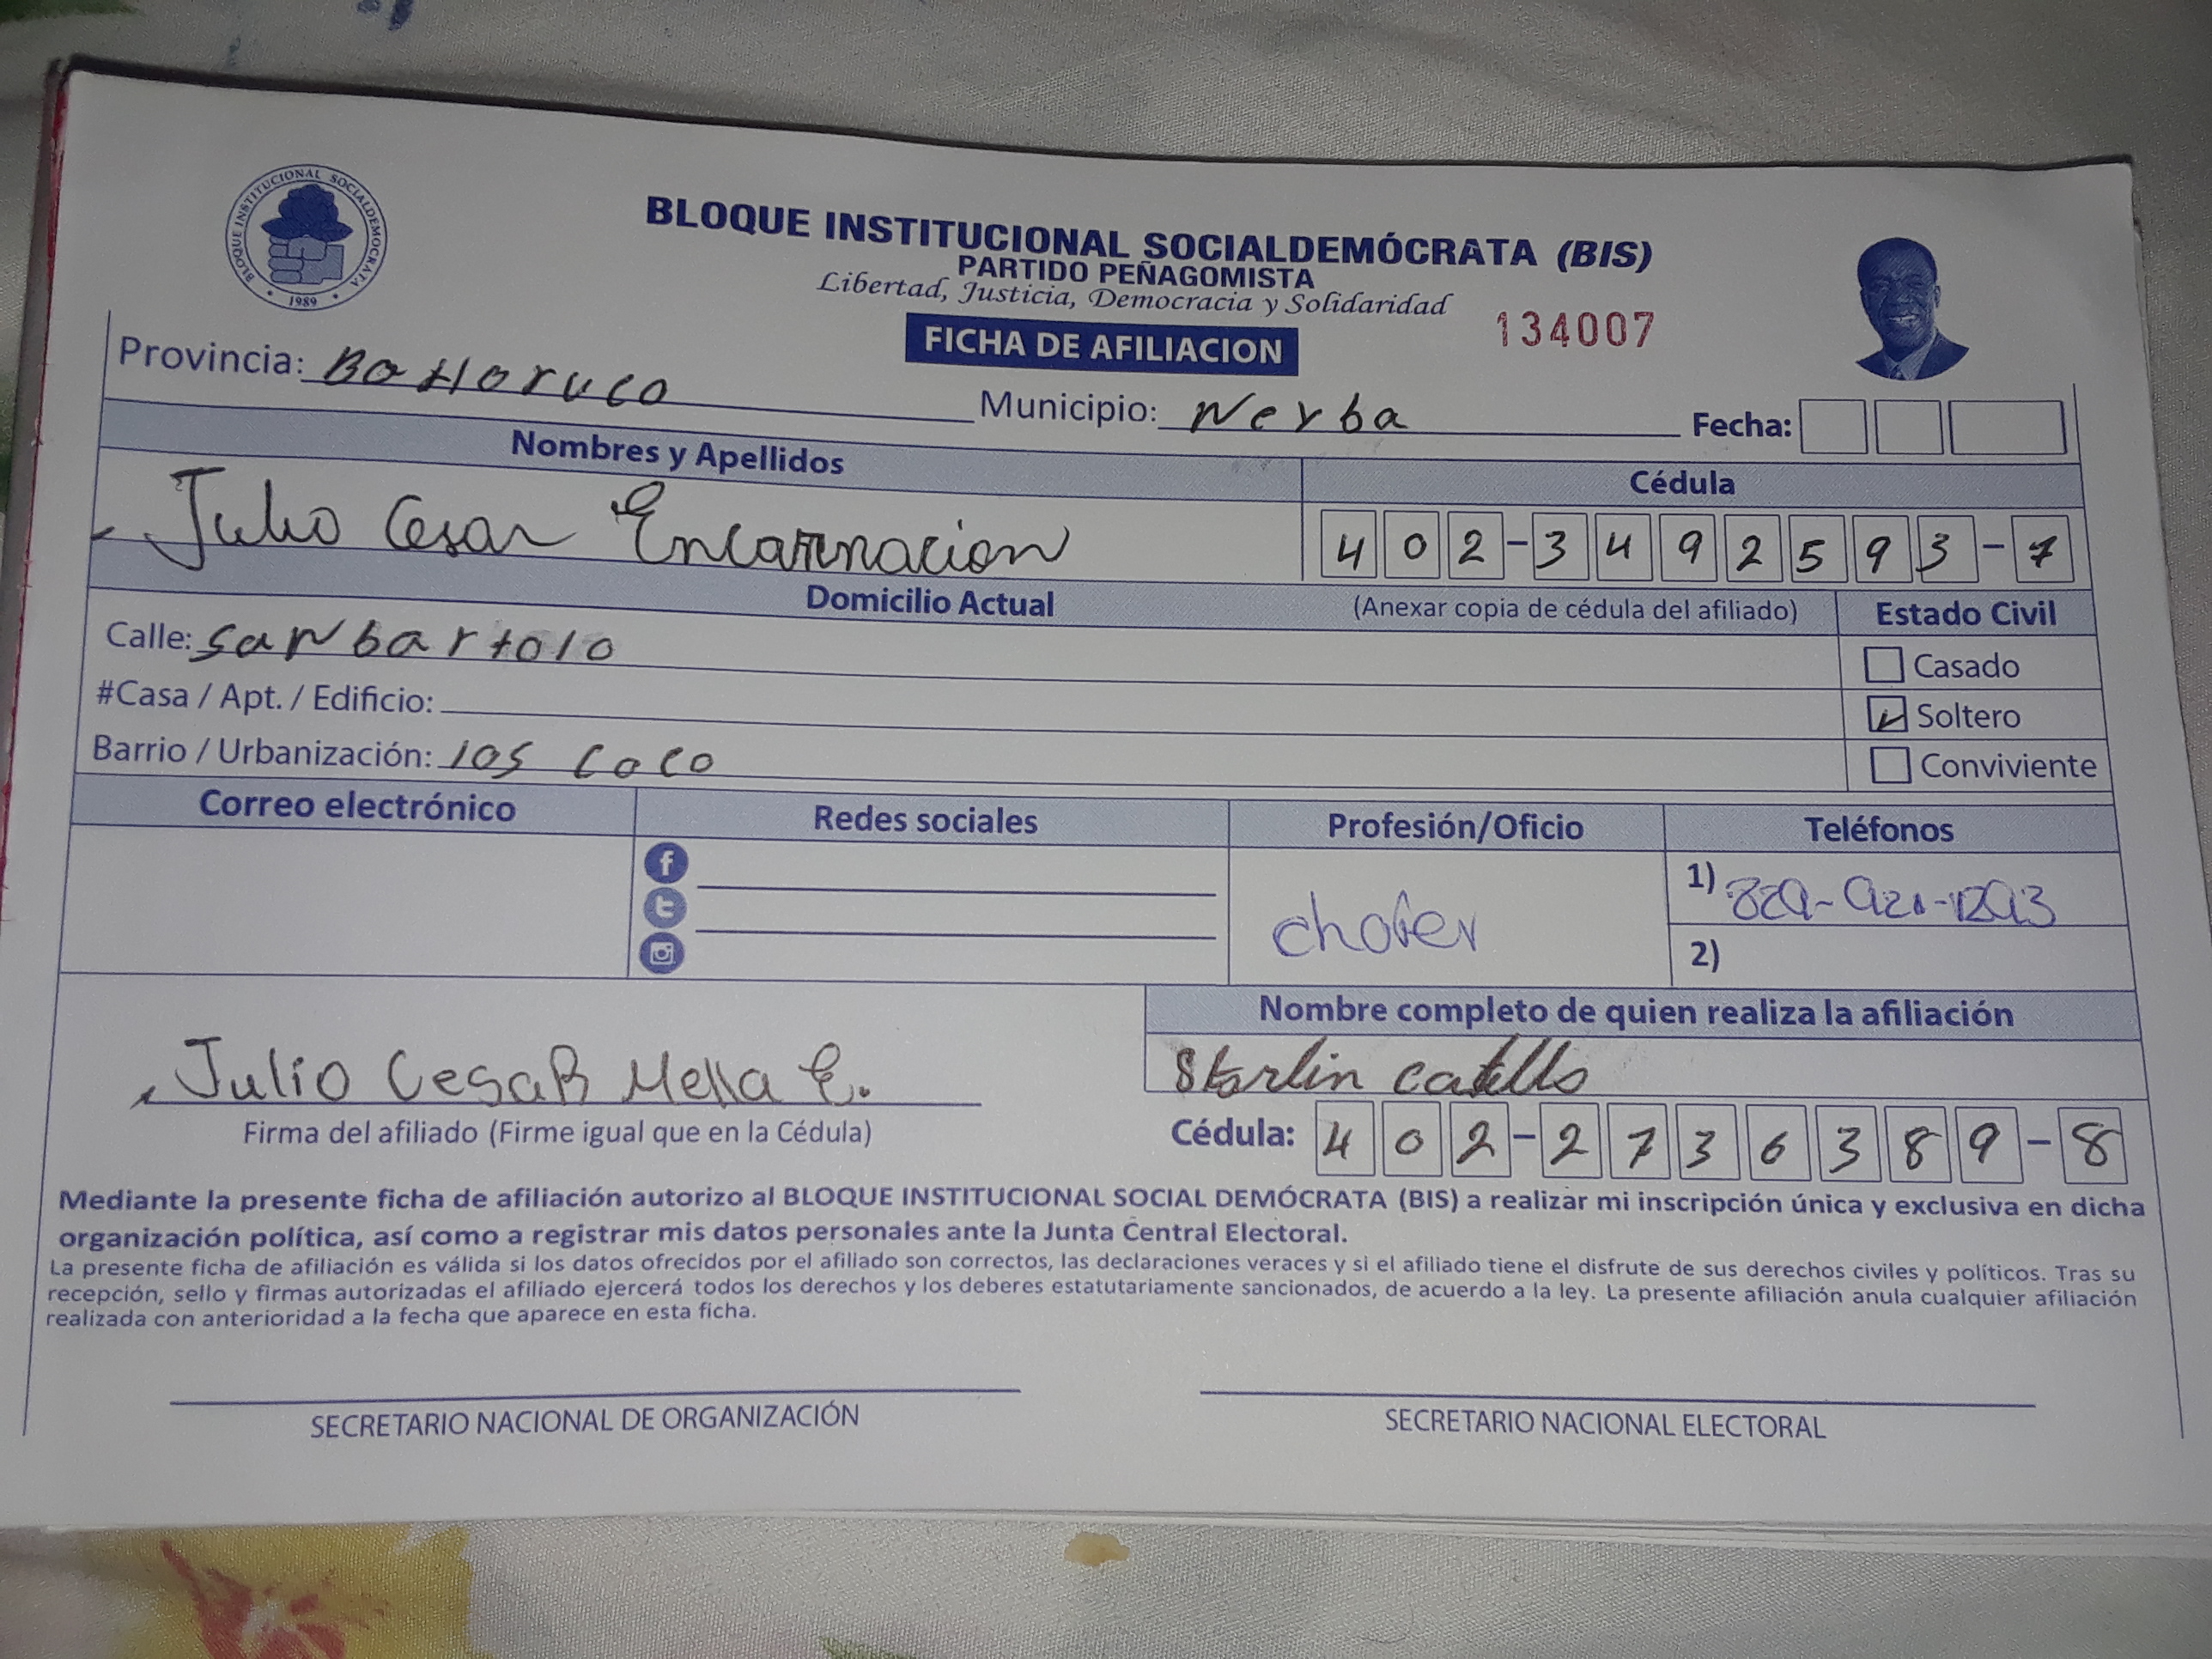 BLOQUE INSTITUCIONAL SOCIALDEMOCRATA
1989
BLOQUE INSTITUCIONAL SOCIALDEMÓCRATA (BIS)
PARTIDO PEÑAGOMISTA
Libertad, Justicia, Democracia y Solidaridad
FICHA DE AFILIACION
134007
Provincia: BaHoruco
Municipio: Neyba
Fecha:
Nombres y Apellidos
Cédula
Julio Cesar Encarnacion
402-3492593-7
Domicilio Actual
(Anexar copia de cédula del afiliado)
Estado Civil
Calle: sanbartolo
Casado
#Casa / Apt. / Edificio:
Soltero
Barrio / Urbanización: los coco
Conviviente
Correo electrónico
Redes sociales
Profesión/Oficio
Teléfonos
chofer
1) 829-921-1293
2)
Nombre completo de quien realiza la afiliación
Julio Cesar Mella E.
Starlin
Firma del afiliado (Firme igual que en la Cédula)
Cédula: 402-2736389-8
Mediante la presente ficha de afiliación autorizo al BLOQUE INSTITUCIONAL SOCIAL DEMÓCRATA (BIS) a realizar mi inscripción única y exclusiva en dicha
organización política, así como a registrar mis datos personales ante la Junta Central Electoral.
La presente ficha de afiliación es válida si los datos ofrecidos por el afiliado son correctos, las declaraciones veraces y si el afiliado tiene el disfrute de sus derechos civiles y políticos. Tras su
recepción, sello y firmas autorizadas el afiliado ejercerá todos los derechos y los deberes estatutariamente sancionados, de acuerdo a la ley. La presente afiliación anula cualquier afiliación
realizada con anterioridad a la fecha que aparece en esta ficha.
SECRETARIO NACIONAL DE ORGANIZACIÓN
SECRETARIO NACIONAL ELECTORAL